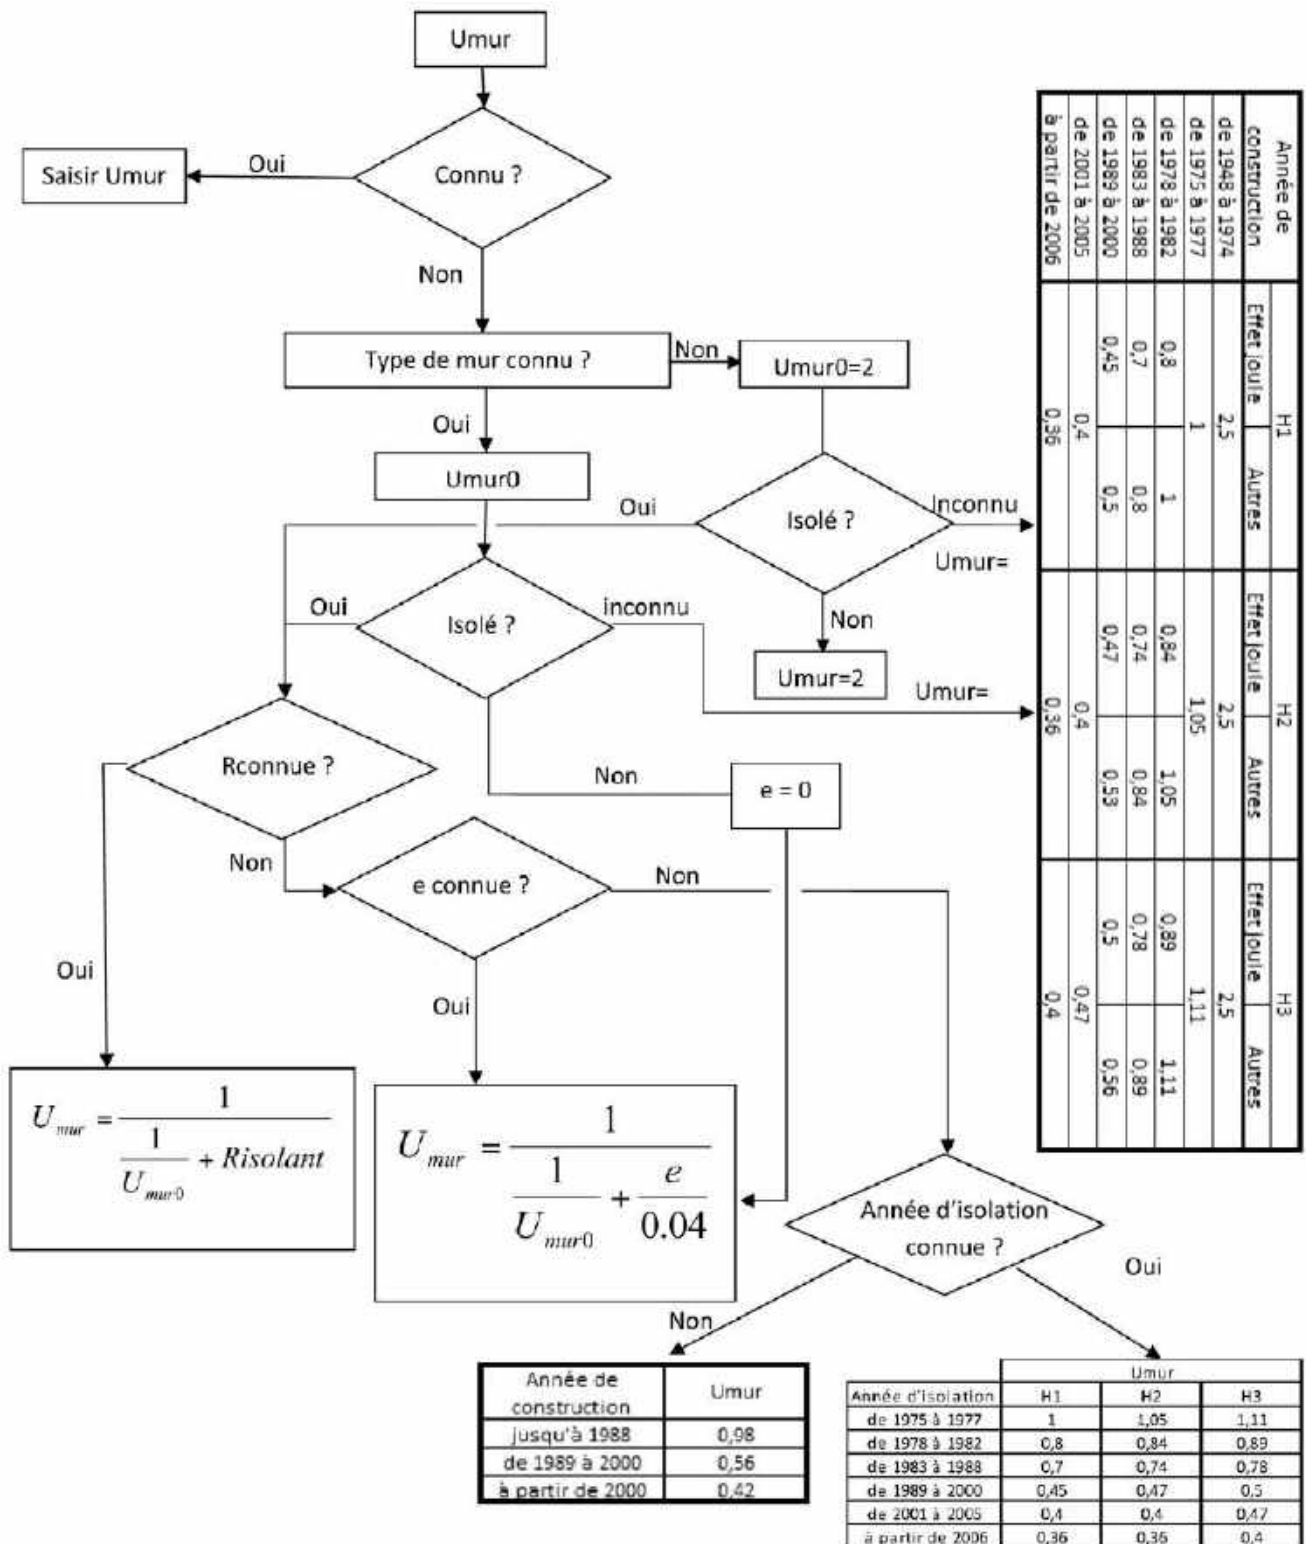 Umur
Connu ?
Oui
Saisir Umur
Non
Type de mur connu ?
Non
Umur0=2
Oui
Umur0
Isolé ?
Oui
Inconnu
Umur=
Non
Umur=2
Isolé ?
Oui
inconnu
Umur=
Non
e = 0
Rconnue ?
Non
Oui
e connue ?
Non
Oui
U mur = 1 / (1 / U mur0 + Risolant)
U mur = 1 / (1 / U mur0 + e / 0.04)
Année d'isolation
connue ?
Non
Oui
Année de construction H1 H2 H3
Effet joule Autres Effet joule Autres Effet joule Autres
de 1948 à 1974 2,5 2,5 2,5
de 1975 à 1977 1 1,05 1,11
de 1978 à 1982 0,8 1 0,84 1,05 0,89 1,11
de 1983 à 1988 0,7 0,8 0,74 0,84 0,78 0,89
de 1989 à 2000 0,45 0,5 0,47 0,53 0,5 0,56
de 2001 à 2005 0,4 0,4 0,47
à partir de 2006 0,36 0,36 0,4
Année de
construction Umur
jusqu'à 1988 0,98
de 1989 à 2000 0,56
à partir de 2000 0,42
Umur
Année d'isolation H1 H2 H3
de 1975 à 1977 1 1,05 1,11
de 1978 à 1982 0,8 0,84 0,89
de 1983 à 1988 0,7 0,74 0,78
de 1989 à 2000 0,45 0,47 0,5
de 2001 à 2005 0,4 0,4 0,47
à partir de 2006 0,36 0,36 0,4